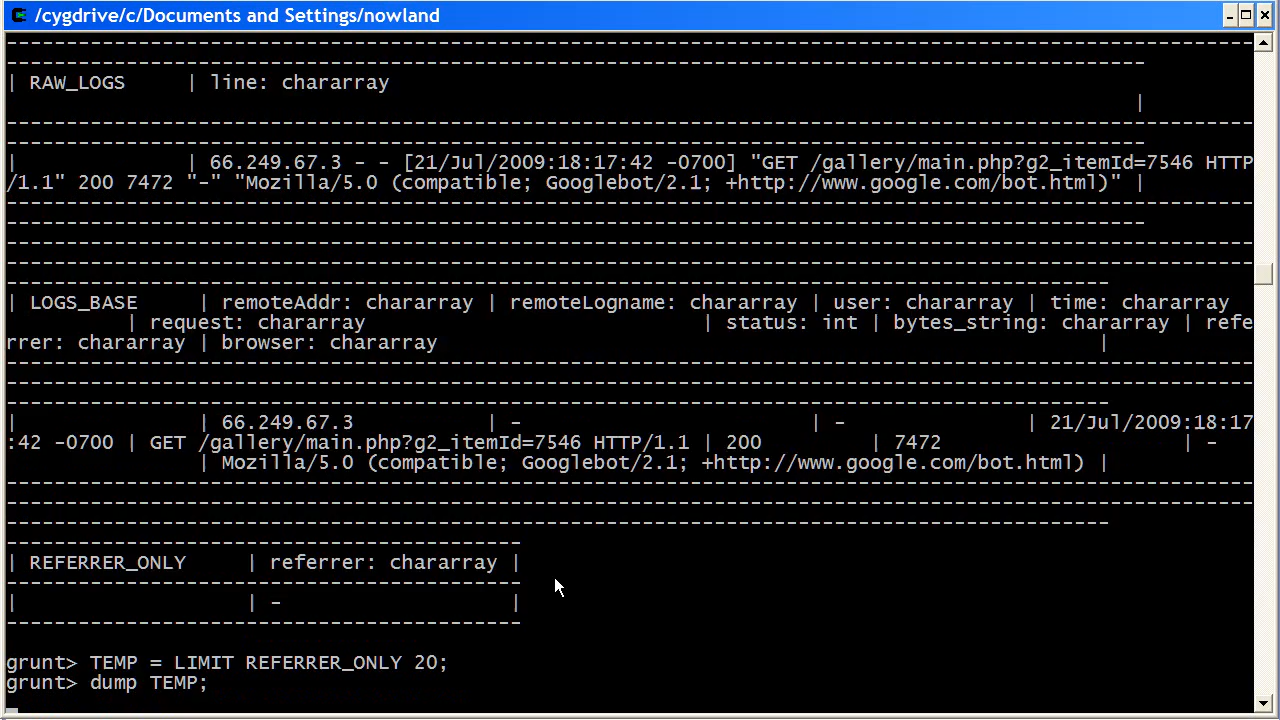 /cygdrive/c/Documents and Settings/nowland
------------------------------------------------------------------------------------------------------------
-----------------------------------------------------------------------------------------------
| RAW_LOGS     | line: chararray
|
------------------------------------------------------------------------------------------------------------
-----------------------------------------------------------------------------------------------
|              | 66.249.67.3 - - [21/Jul/2009:18:17:42 -0700] "GET /gallery/main.php?g2_itemId=7546 HTTP
/1.1" 200 7472 "-" "Mozilla/5.0 (compatible; Googlebot/2.1; +http://www.google.com/bot.html)" |
------------------------------------------------------------------------------------------------------------
-----------------------------------------------------------------------------------------------
------------------------------------------------------------------------------------------------------------
------------------------------------------------------------------------------------------------------------
--------------------------------------------------------------------------------------------
| LOGS_BASE     | remoteAddr: chararray | remoteLogname: chararray | user: chararray | time: chararray
| request: chararray                            | status: int | bytes_string: chararray | refe
rrer: chararray | browser: chararray                                                       |
------------------------------------------------------------------------------------------------------------
------------------------------------------------------------------------------------------------------------
--------------------------------------------------------------------------------------------
|               | 66.249.67.3           | -                          | -               | 21/Jul/2009:18:17
:42 -0700 | GET /gallery/main.php?g2_itemId=7546 HTTP/1.1 | 200         | 7472                    | -
| Mozilla/5.0 (compatible; Googlebot/2.1; +http://www.google.com/bot.html) |
------------------------------------------------------------------------------------------------------------
------------------------------------------------------------------------------------------------------------
--------------------------------------------------------------------------------------------
-------------------------------------------
| REFERRER_ONLY     | referrer: chararray |
-------------------------------------------
|                   | -                   |
-------------------------------------------
grunt> TEMP = LIMIT REFERRER_ONLY 20;
grunt> dump TEMP;